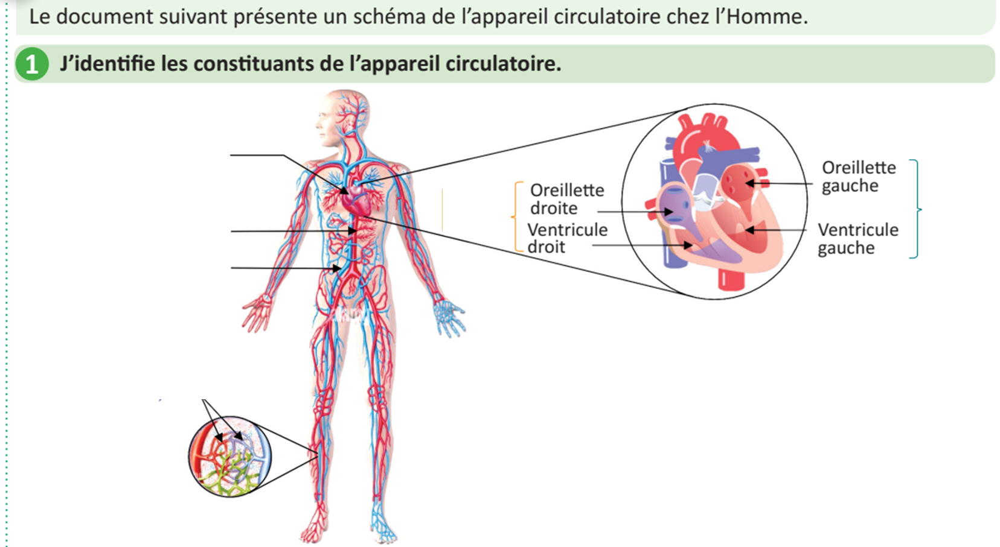 Le document suivant présente un schéma de l'appareil circulatoire chez l'Homme.
1 J'identifie les constituants de l'appareil circulatoire.
Oreillette
droite
Ventricule
droit
Oreillette
gauche
Ventricule
gauche